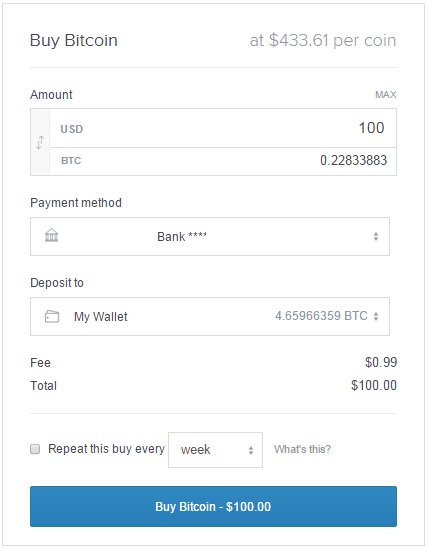 Buy Bitcoin at $433.61 per coin
Amount MAX
USD 100
BTC 0.22833883
Payment method
Bank ****
Deposit to
My Wallet 4.65966359 BTC
Fee $0.99
Total $100.00
Repeat this buy every week What's this?
Buy Bitcoin - $100.00